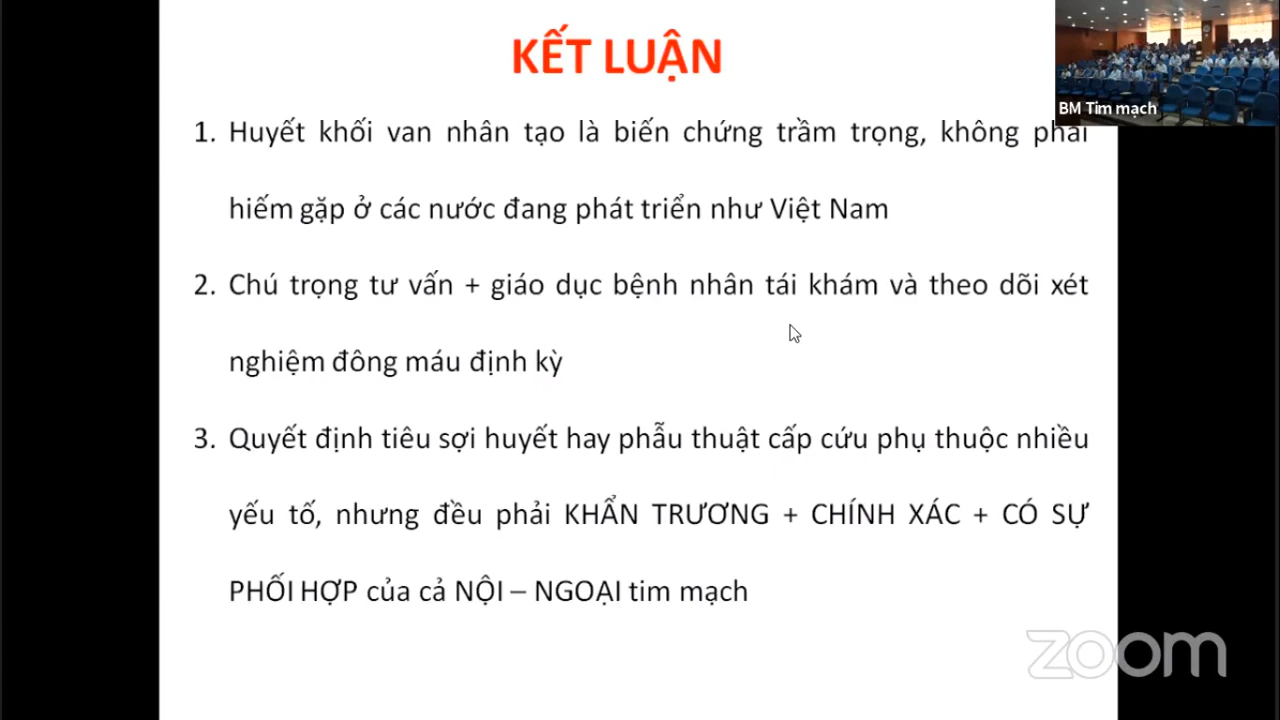 KẾT LUẬN
BM Tim mạch
1. Huyết khối van nhân tạo là biến chứng trầm trọng, không phải
hiếm gặp ở các nước đang phát triển như Việt Nam
2. Chú trọng tư vấn + giáo dục bệnh nhân tái khám và theo dõi xét
nghiệm đông máu định kỳ
3. Quyết định tiêu sợi huyết hay phẫu thuật cấp cứu phụ thuộc nhiều
yếu tố, nhưng đều phải KHẨN TRƯƠNG + CHÍNH XÁC + CÓ SỰ
PHỐI HỢP của cả NỘI – NGOẠI tim mạch
zoom